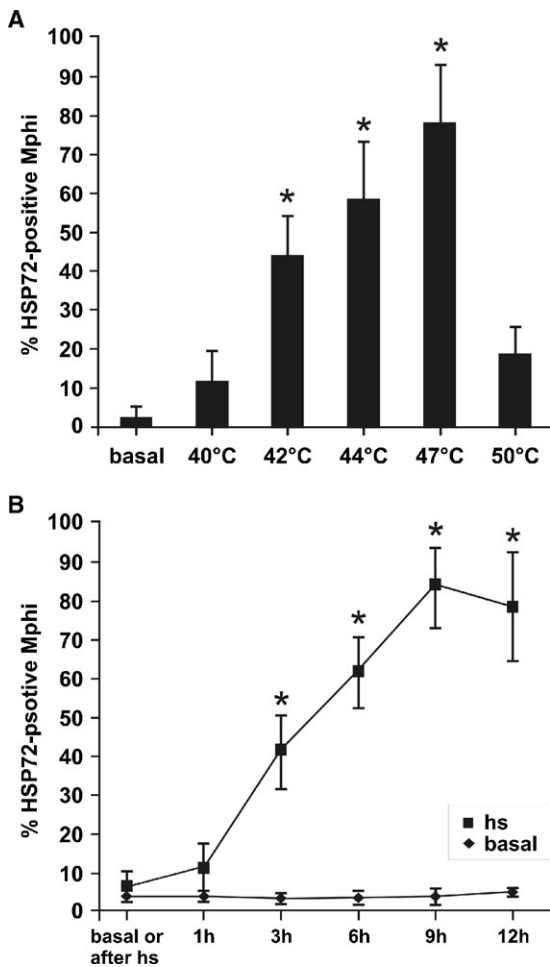 A
% HSP72-positive Mphi
100
90
80
70
60
50
40
30
20
10
0
* * *
basal 40°C 42°C 44°C 47°C 50°C
B
% HSP72-psotive Mphi
100
90
80
70
60
50
40
30
20
10
0
* * * *
hs
basal
basal or 1h 3h 6h 9h 12h
after hs